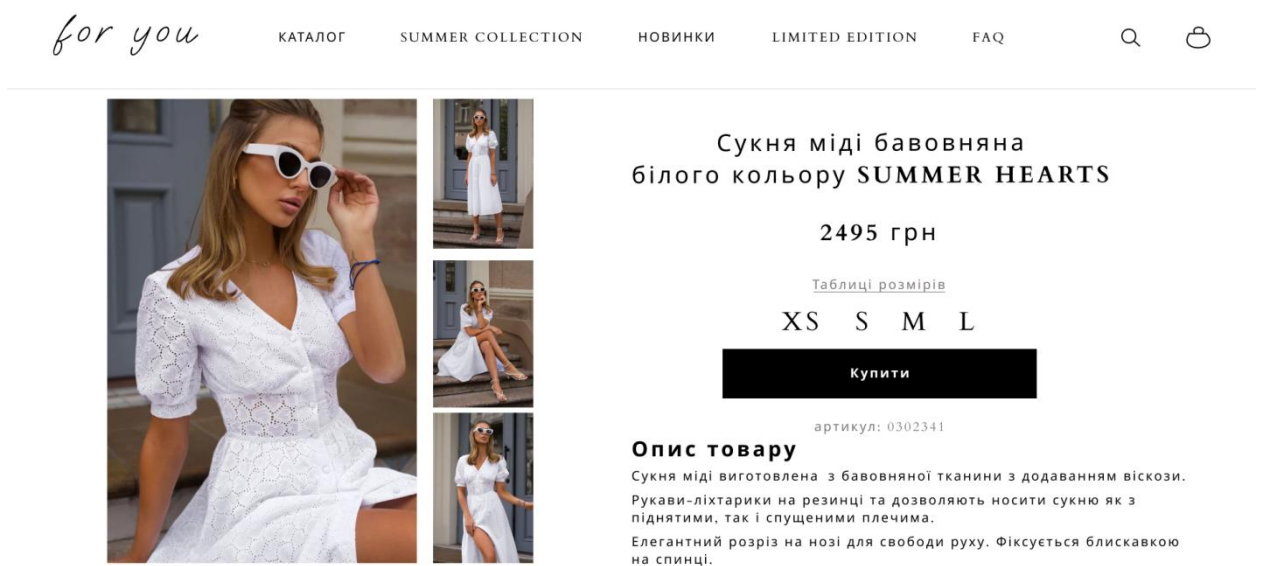 for you
КАТАЛОГ
SUMMER COLLECTION
НОВИНКИ
LIMITED EDITION
FAQ
Сукня міді бавовняна
білого кольору SUMMER HEARTS
2495 грн
Таблиці розмірів
XS S M L
Купити
артикул: 0302341
Опис товару
Сукня міді виготовлена з бавовняної тканини з додаванням віскози.
Рукави-ліхтарики на резинці та дозволяють носити сукню як з
піднятими, так і спущеними плечима.
Елегантний розріз на нозі для свободи руху. Фіксується блискавкою
на спинці.